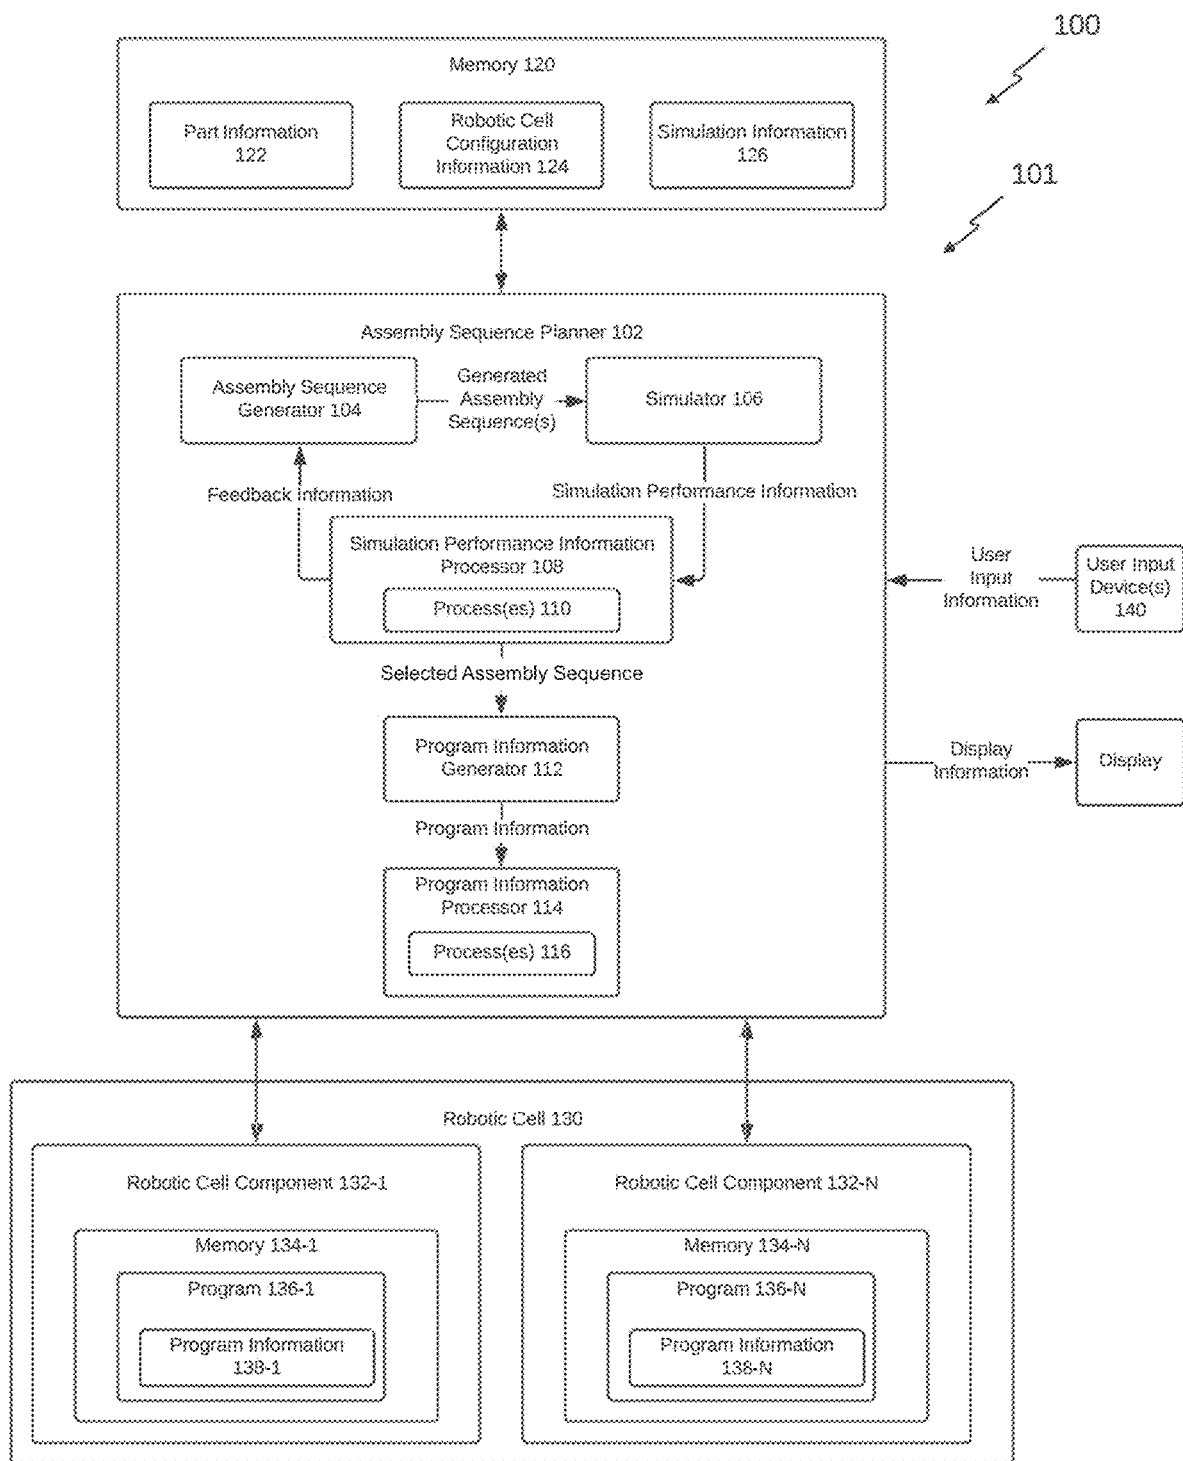 100
Memory 120
Part Information
122
Robotic Cell
Configuration
Information 124
Simulation Information
126
101
Assembly Sequence Planner 102
Assembly Sequence
Generator 104
Generated
Assembly
Sequence(s)
Simulator 106
Feedback Information
Simulation Performance Information
Simulation Performance Information
Processor 108
Process(es) 110
User
Input
Information
User Input
Device(s)
140
Selected Assembly Sequence
Program Information
Generator 112
Display
Information
Display
Program Information
Program Information
Processor 114
Process(es) 116
Robotic Cell 130
Robotic Cell Component 132-1
Memory 134-1
Program 136-1
Program Information
138-1
Robotic Cell Component 132-N
Memory 134-N
Program 136-N
Program Information
138-N